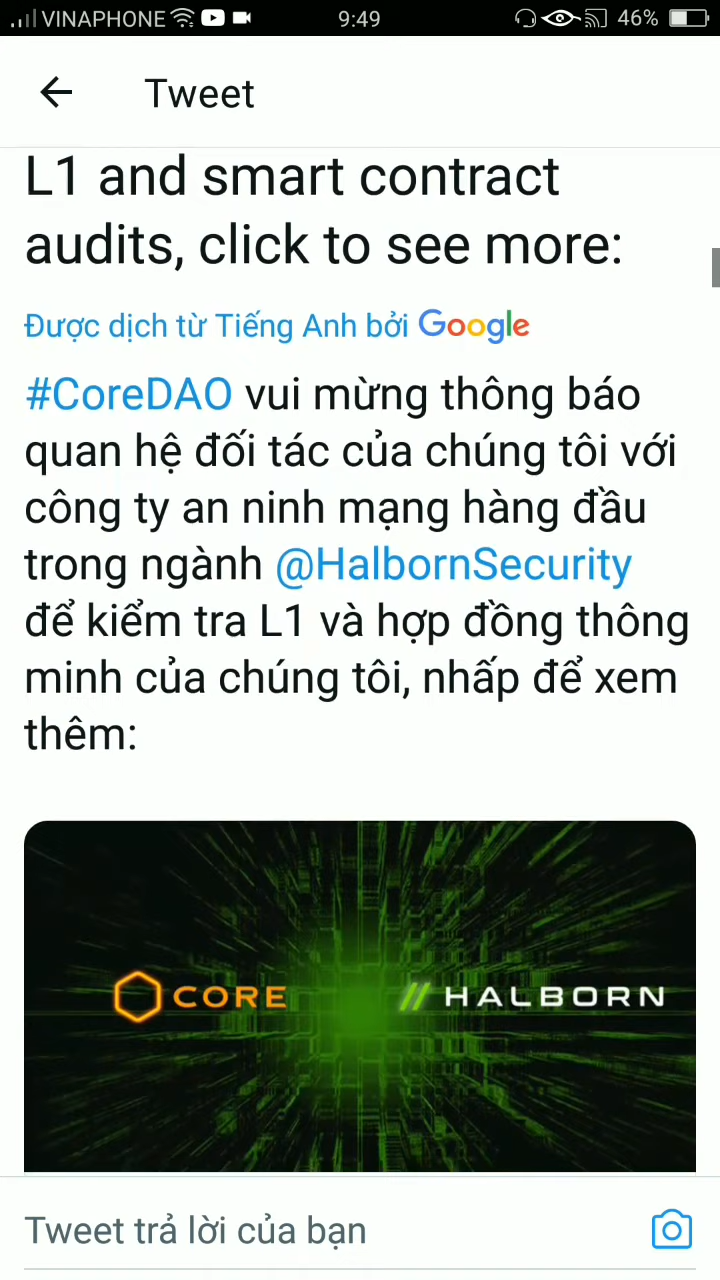 VINAPHONE 9:49 46%
Tweet
L1 and smart contract
audits, click to see more:
Được dịch từ Tiếng Anh bởi Google
#CoreDAO vui mừng thông báo
quan hệ đối tác của chúng tôi với
công ty an ninh mạng hàng đầu
trong ngành @HalbornSecurity
để kiểm tra L1 và hợp đồng thông
minh của chúng tôi, nhấp để xem
thêm:
CORE // HALBORN
Tweet trả lời của bạn